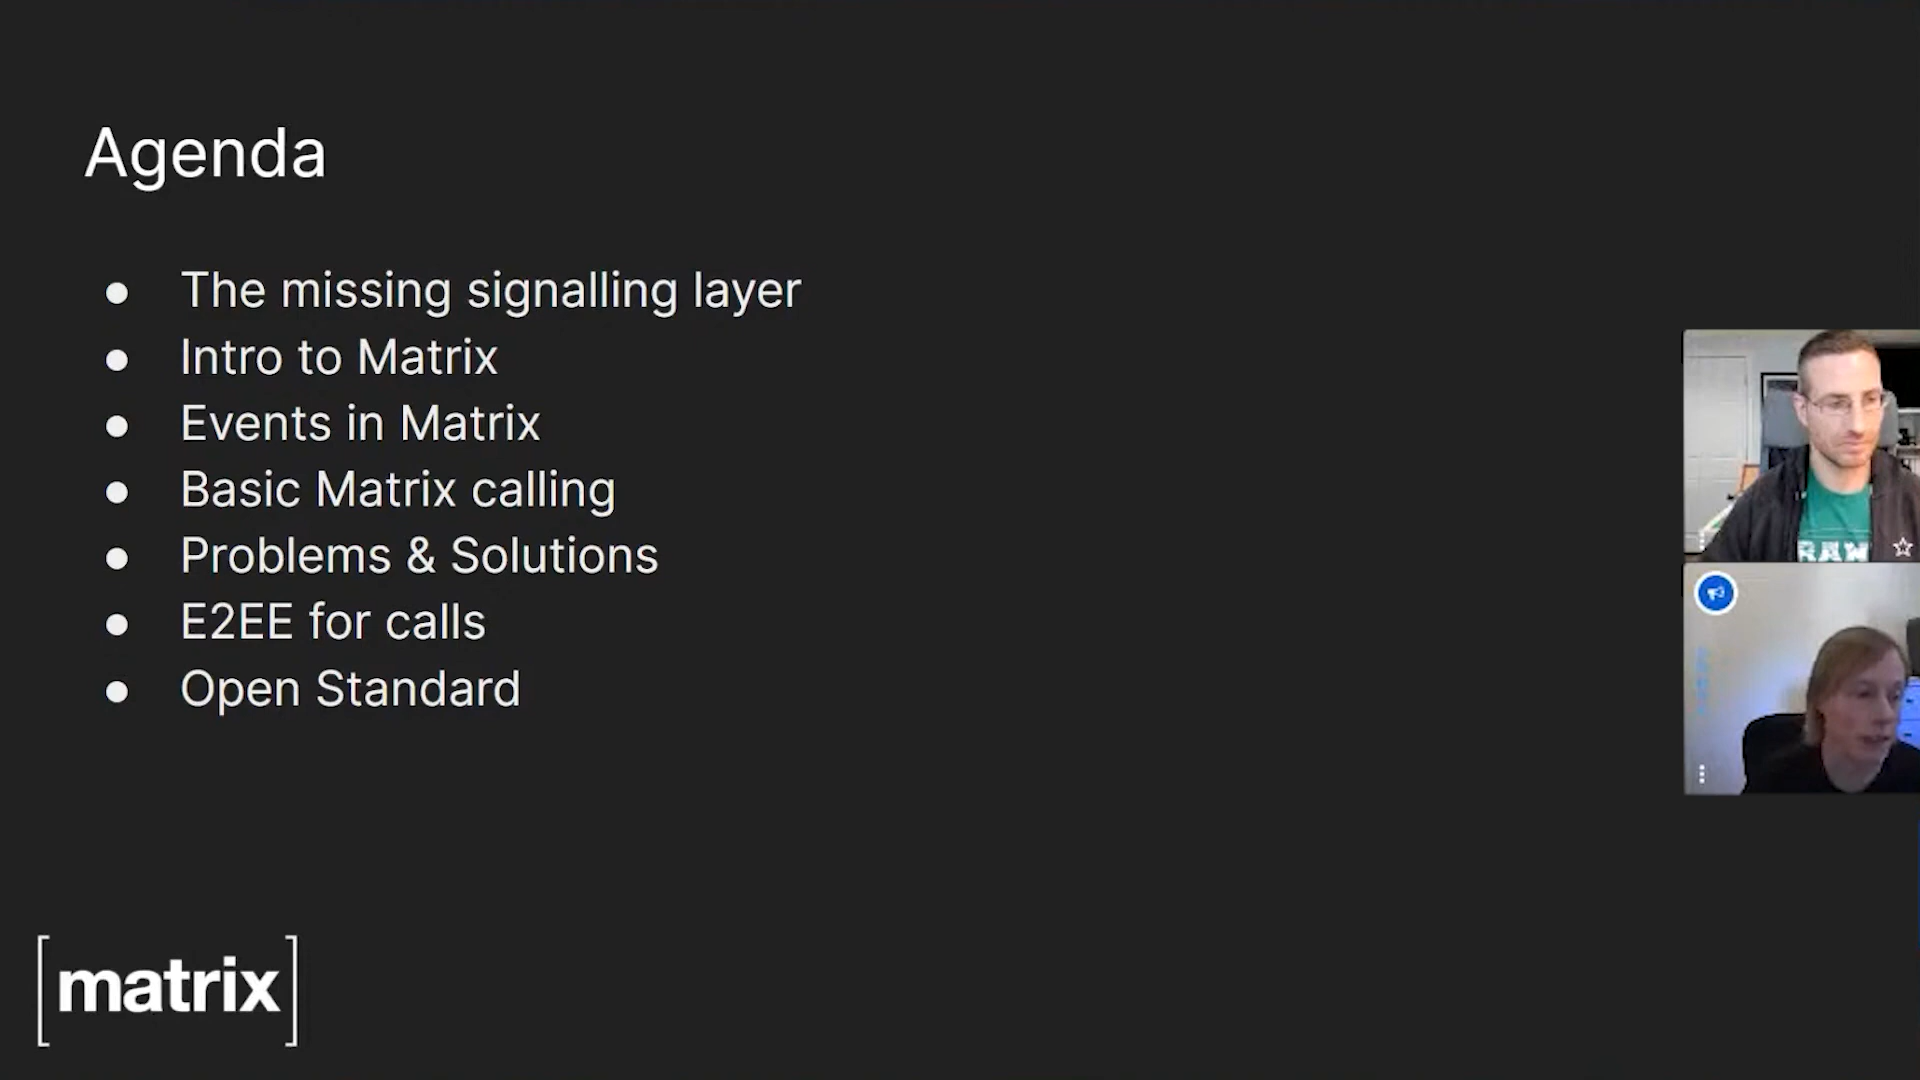 Agenda
● The missing signalling layer
● Intro to Matrix
● Events in Matrix
● Basic Matrix calling
● Problems & Solutions
● E2EE for calls
● Open Standard
[matrix]